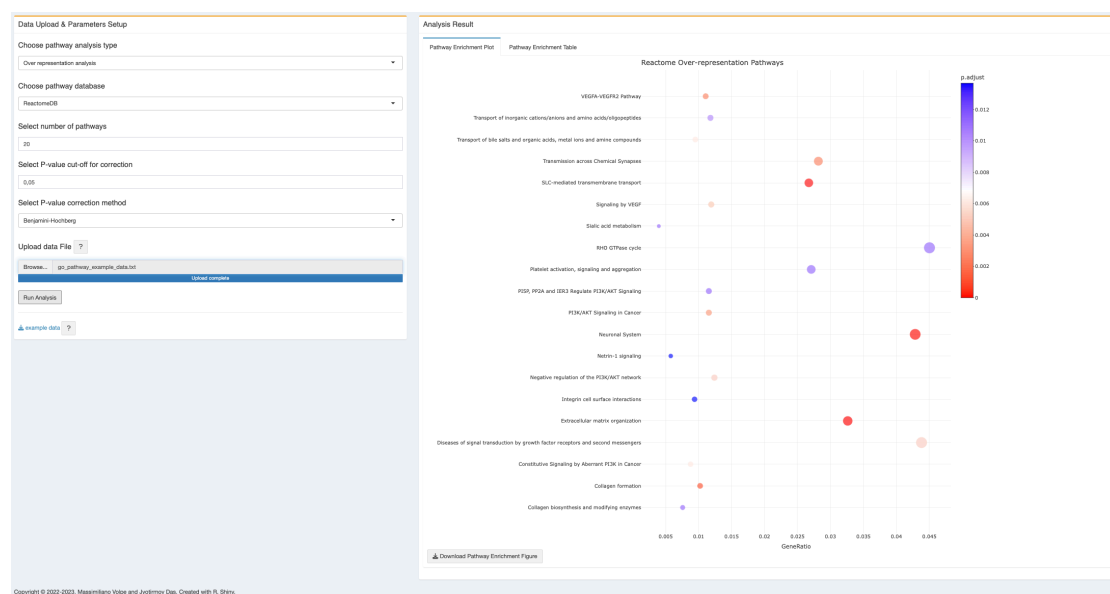 Data Upload & Parameters Setup
Choose pathway analysis type
Over representation analysis
Choose pathway database
ReactomeDB
Select number of pathways
20
Select P-value cut-off for correction
0,05
Select P-value correction method
Benjamini-Hochberg
Upload data File ?
Browse... go_pathway_example_data.txt
Upload complete
Run Analysis
example data ?
Analysis Result
Pathway Enrichment Plot Pathway Enrichment Table
Reactome Over-representation Pathways
VEGFA-VEGFR2 Pathway
Transport of inorganic cations/anions and amino acids/oligopeptides
Transport of bile salts and organic acids, metal ions and amine compounds
Transmission across Chemical Synapses
SLC-mediated transmembrane transport
Signaling by VEGF
Sialic acid metabolism
RHO GTPase cycle
Platelet activation, signaling and aggregation
PI5P, PP2A and IER3 Regulate PI3K/AKT Signaling
PI3K/AKT Signaling in Cancer
Neuronal System
Netrin-1 signaling
Negative regulation of the PI3K/AKT network
Integrin cell surface interactions
Extracellular matrix organization
Diseases of signal transduction by growth factor receptors and second messengers
Constitutive Signaling by Aberrant PI3K in Cancer
Collagen formation
Collagen biosynthesis and modifying enzymes
0.005 0.01 0.015 0.02 0.025 0.03 0.035 0.04 0.045
GeneRatio
p.adjust
0.012
0.01
0.008
0.006
0.004
0.002
0
Download Pathway Enrichment Figure
Copyright © 2022-2023. Massimiliano Volpe and Jyotirmoy Das. Created with R. Shiny.